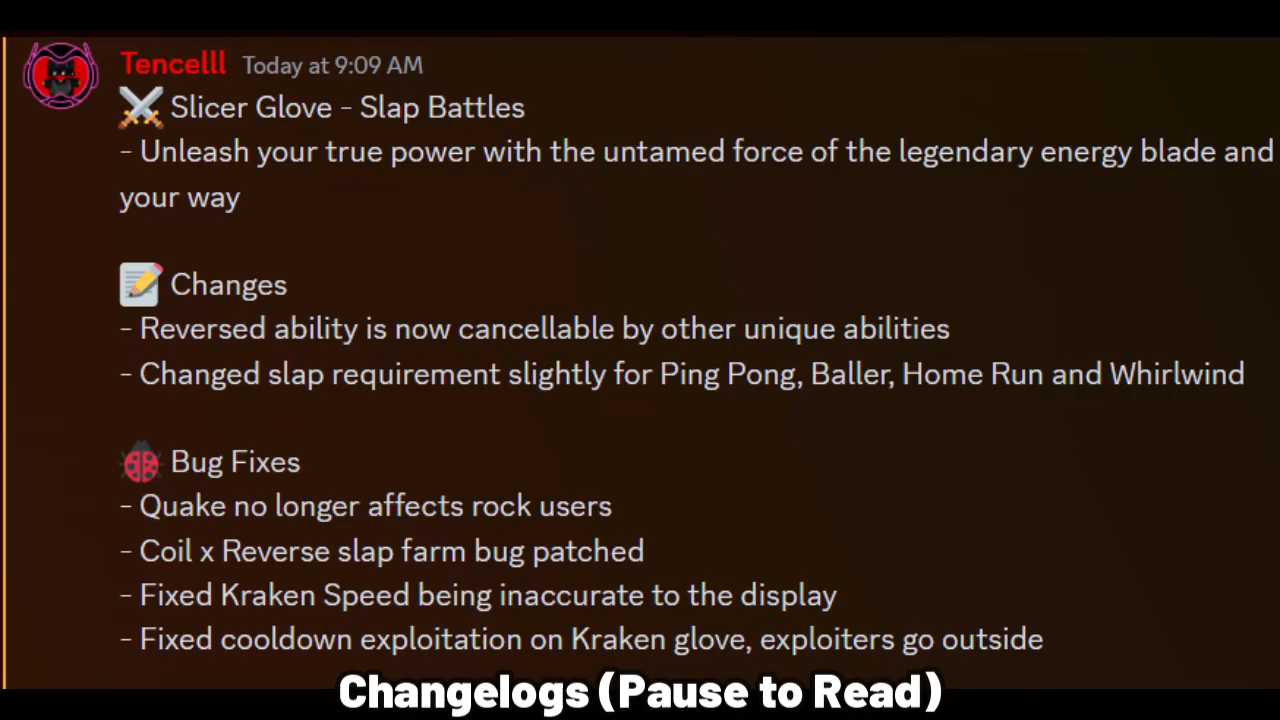 Tencelll Today at 9:09 AM
⚔️ Slicer Glove - Slap Battles
- Unleash your true power with the untamed force of the legendary energy blade and
your way
📝 Changes
- Reversed ability is now cancellable by other unique abilities
- Changed slap requirement slightly for Ping Pong, Baller, Home Run and Whirlwind
🐞 Bug Fixes
- Quake no longer affects rock users
- Coil x Reverse slap farm bug patched
- Fixed Kraken Speed being inaccurate to the display
- Fixed cooldown exploitation on Kraken glove, exploiters go outside
Changelogs (Pause to Read)